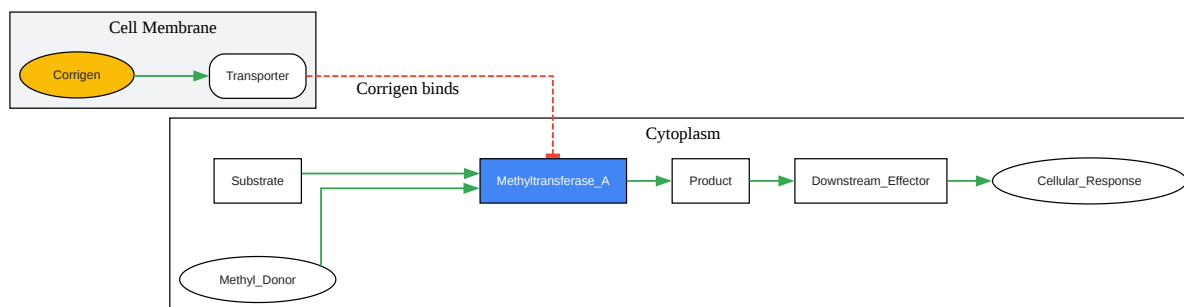 Cell Membrane
Corrigen
Transporter
Corrigen binds
Cytoplasm
Substrate
Methyltransferase_A
Product
Downstream_Effector
Cellular_Response
Methyl_Donor